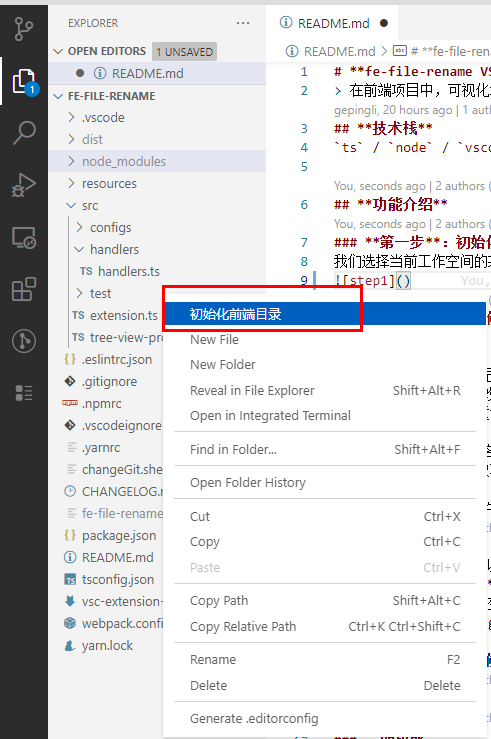 EXPLORER
···
README.md
OPEN EDITORS
1 UNSAVED
README.md > # **fe-file-rena
README.md
FE-FILE-RENAME
.vscode
dist
node_modules
resources
src
configs
handlers
TS handlers.ts
test
TS extension.ts
TS tree-view-pro
.eslintrc.json
.gitignore
.npmrc
.vscodeignore
.yarnrc
changeGit.she
CHANGELOG.
fe-file-rename
package.json
README.md
tsconfig.json
vsc-extension-
webpack.confi
yarn.lock
1 # **fe-file-rename VS
2 > 在前端项目中，可视化
gepingli, 20 hours ago | 1 auth
3 ## **技术栈**
4 `ts` / `node` / `vsc
5
You, seconds ago | 2 authors (
6 ## **功能介绍**
7
You, seconds ago | 2 authors
8 ### **第一步**：初始化
我们选择当前工作空间的
9 ![step1]()
You,
初始化前端目录
New File
New Folder
Reveal in File Explorer Shift+Alt+R
Open in Integrated Terminal
Find in Folder... Shift+Alt+F
Open Folder History
Cut Ctrl+X
Copy Ctrl+C
Paste Ctrl+V
Copy Path Shift+Alt+C
Copy Relative Path Ctrl+K Ctrl+Shift+C
Rename F2
Delete Delete
Generate .editorconfig